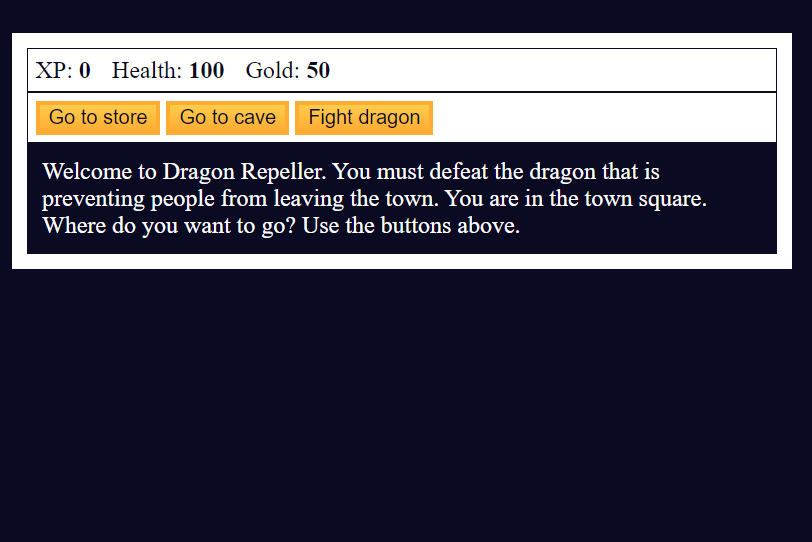 XP: 0 Health: 100 Gold: 50
Go to store Go to cave Fight dragon
Welcome to Dragon Repeller. You must defeat the dragon that is
preventing people from leaving the town. You are in the town square.
Where do you want to go? Use the buttons above.